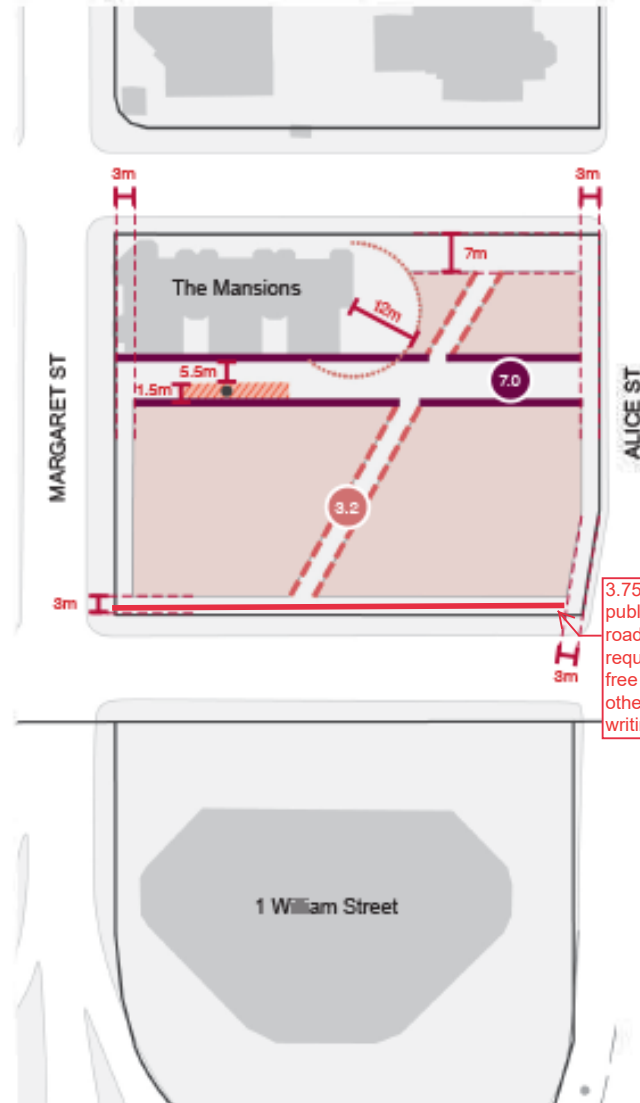 3m
3m
7m
The Mansions
12m
5.5m
1.5m
7.0
MARGARET ST
ALICE ST
3.2
3m
3.75
publ
road
requ
free
othe
writi
3m
1 William Street